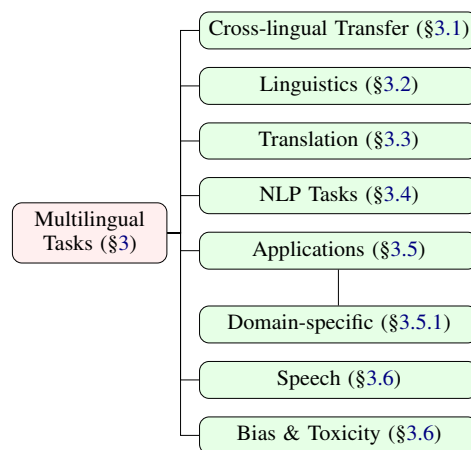 Cross-lingual Transfer (§3.1)
Linguistics (§3.2)
Translation (§3.3)
NLP Tasks (§3.4)
Multilingual
Tasks (§3)
Applications (§3.5)
Domain-specific (§3.5.1)
Speech (§3.6)
Bias & Toxicity (§3.6)